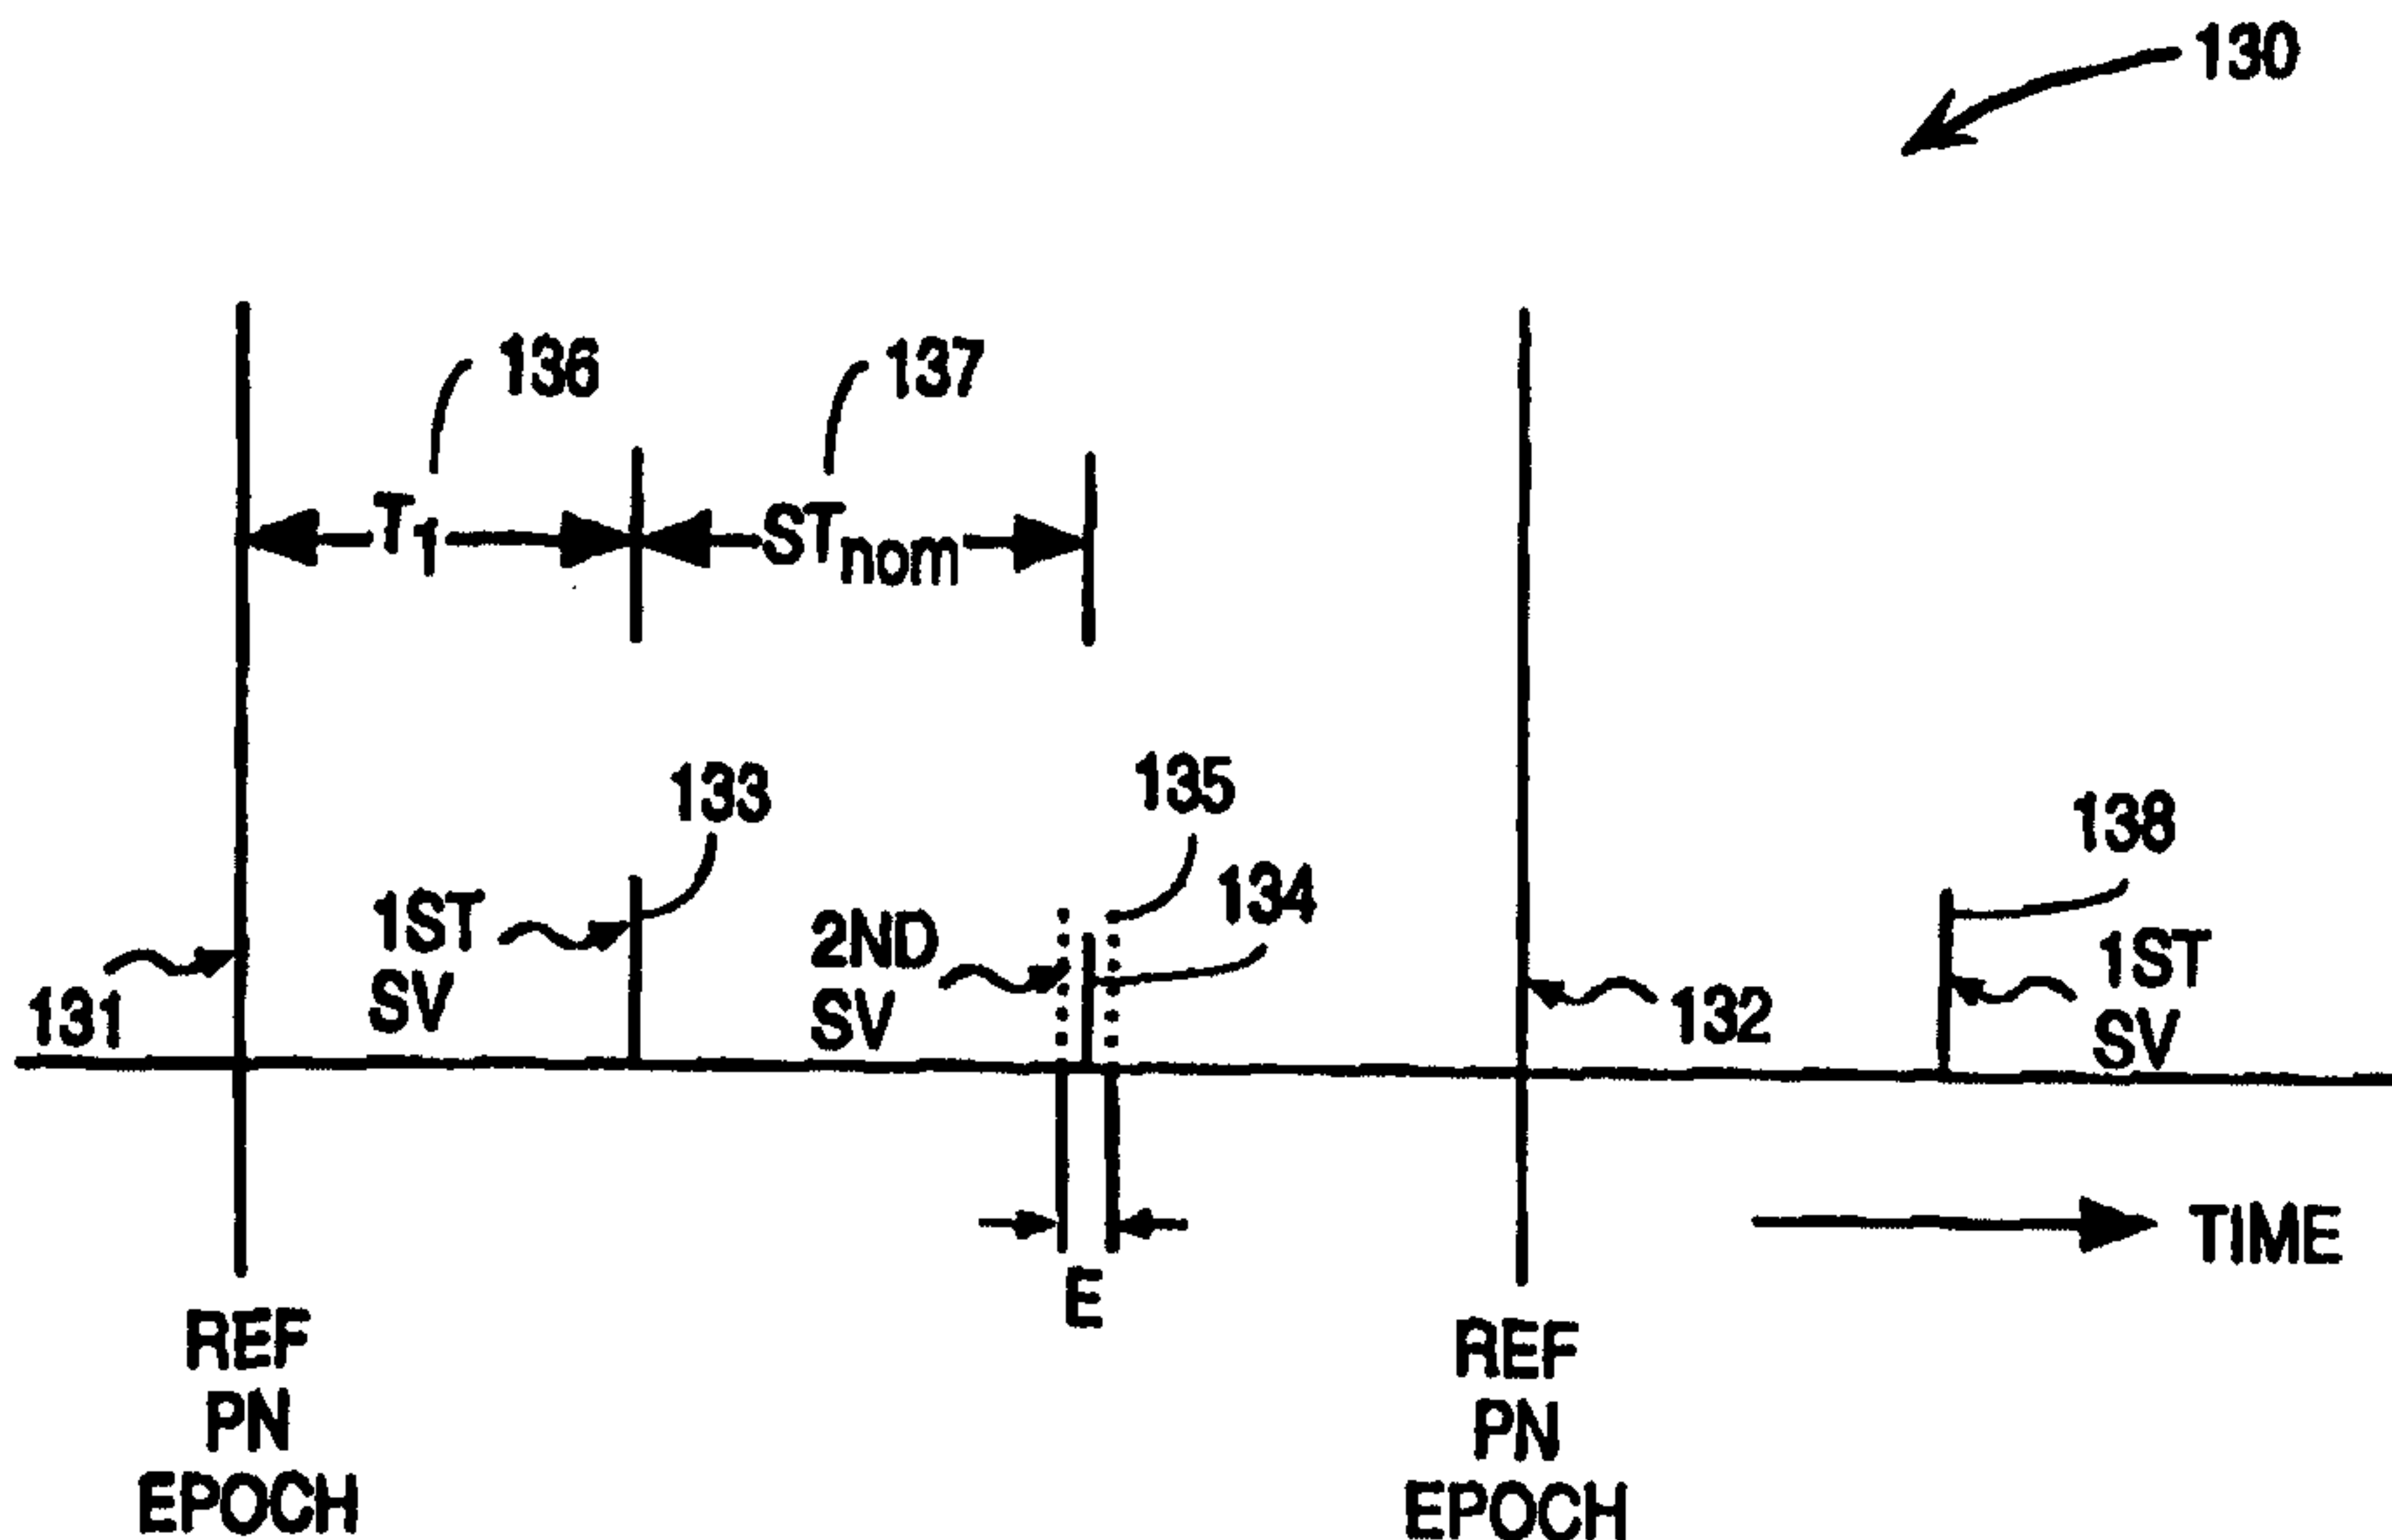 130
136
137
T1
STnom
133
135
134
138
1ST
SV
2ND
SV
131
132
1ST
SV
TIME
E
REF
PN
EPOCH
REF
PN
EPOCH